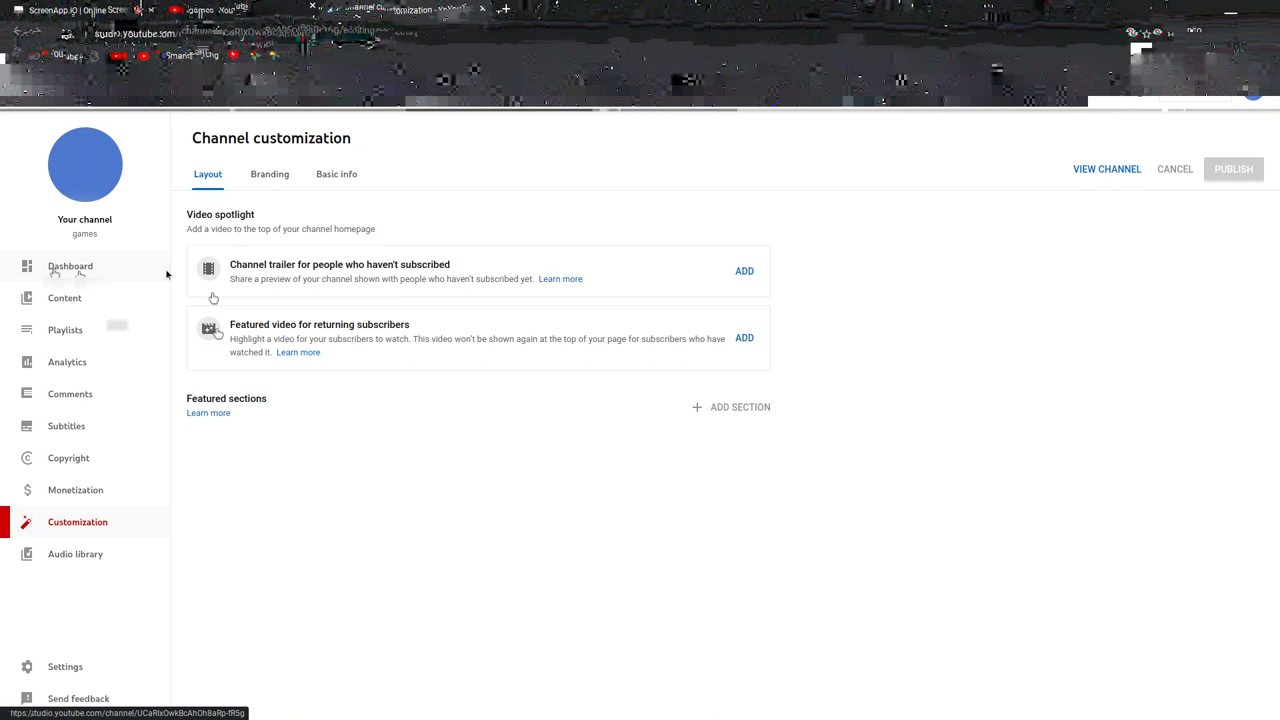 ScreenApp.IO | Online Scree
games
studio.youtube.com
Channel customization
Layout
Branding
Basic info
VIEW CHANNEL
CANCEL
PUBLISH
Your channel
games
Dashboard
Content
Playlists
Analytics
Comments
Subtitles
Copyright
Monetization
Customization
Audio library
Settings
Send feedback
Video spotlight
Add a video to the top of your channel homepage
Channel trailer for people who haven't subscribed
Share a preview of your channel shown with people who haven't subscribed yet. Learn more
ADD
Featured video for returning subscribers
Highlight a video for your subscribers to watch. This video won't be shown again at the top of your page for subscribers who have
watched it. Learn more
ADD
Featured sections
Learn more
ADD SECTION